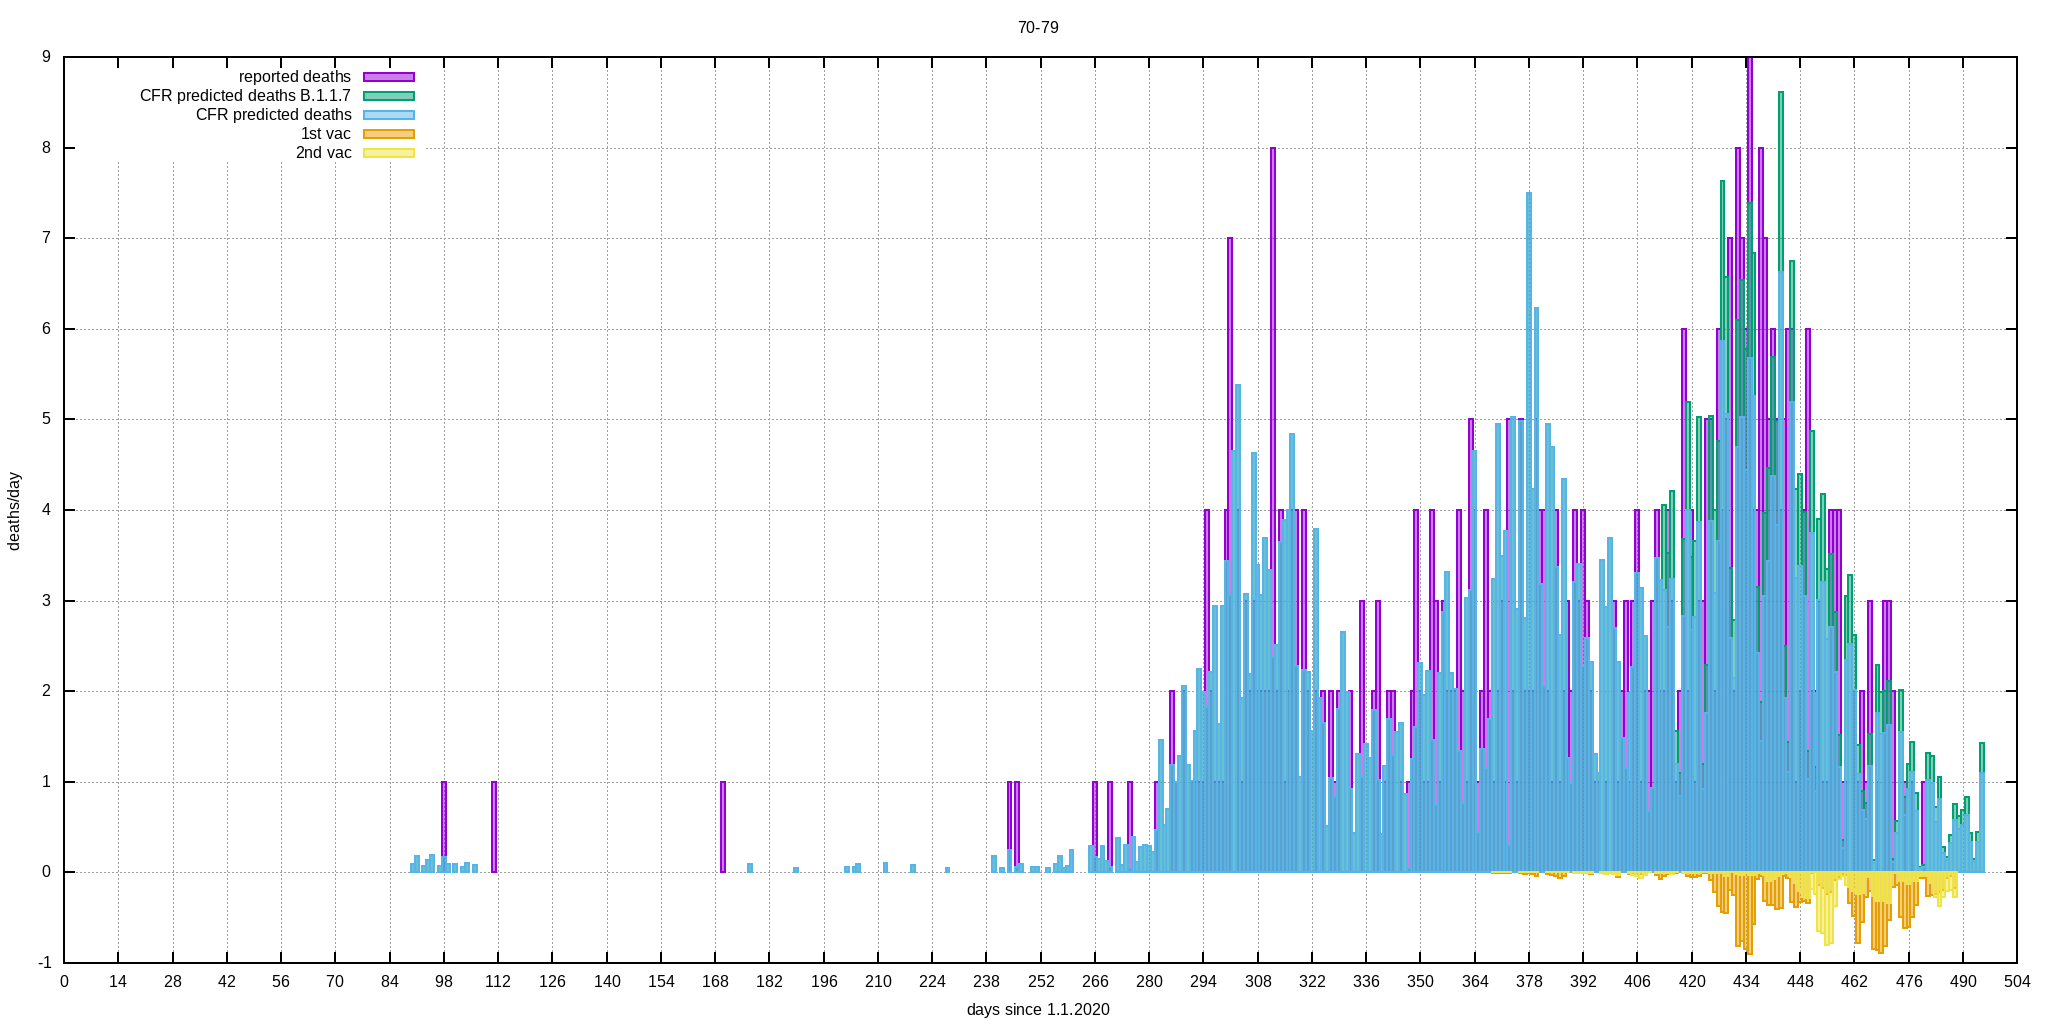 70-79
reported deaths
CFR predicted deaths B.1.1.7
CFR predicted deaths
1st vac
2nd vac
9
8
7
6
5
4
3
2
1
0
-1
deaths/day
0 14 28 42 56 70 84 98 112 126 140 154 168 182 196 210 224 238 252 266 280 294 308 322 336 350 364 378 392 406 420 434 448 462 476 490 504
days since 1.1.2020